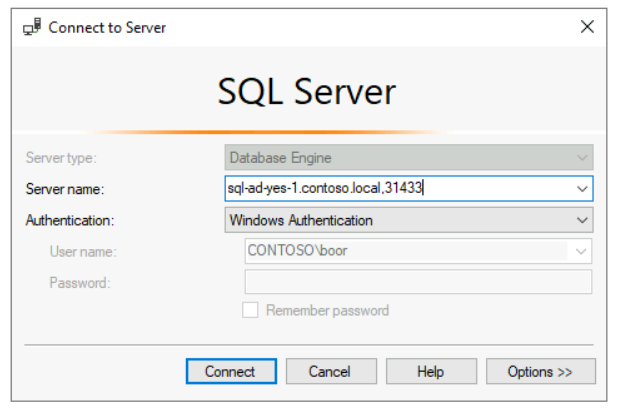 Connect to Server
SQL Server
Server type:
Database Engine
Server name:
sql-ad-yes-1.contoso.local,31433
Authentication:
Windows Authentication
User name:
CONTOSO\boor
Password:
Remember password
Connect
Cancel
Help
Options >>